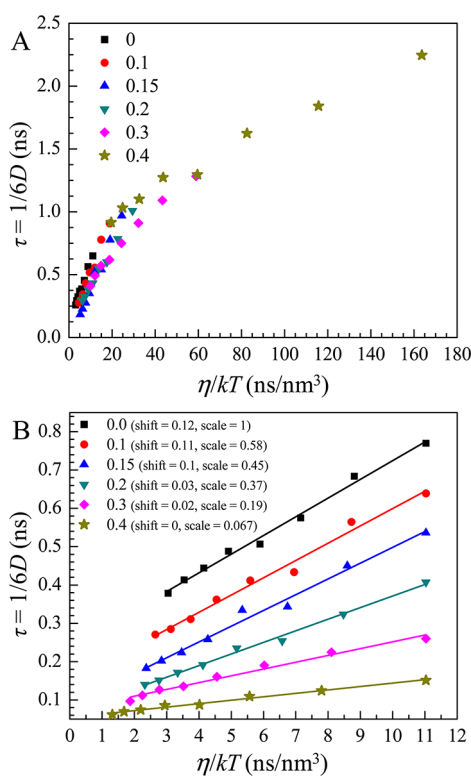 A
0
0.1
0.15
0.2
0.3
0.4
2.5
2.0
1.5
1.0
0.5
0.0
τ = 1/6D (ns)
0 20 40 60 80 100 120 140 160 180
η/kT (ns/nm³)
B
0.0 (shift = 0.12, scale = 1)
0.1 (shift = 0.11, scale = 0.58)
0.15 (shift = 0.1, scale = 0.45)
0.2 (shift = 0.03, scale = 0.37)
0.3 (shift = 0.02, scale = 0.19)
0.4 (shift = 0, scale = 0.067)
0.8
0.7
0.6
0.5
0.4
0.3
0.2
0.1
τ = 1/6D (ns)
0 1 2 3 4 5 6 7 8 9 10 11 12
η/kT (ns/nm³)